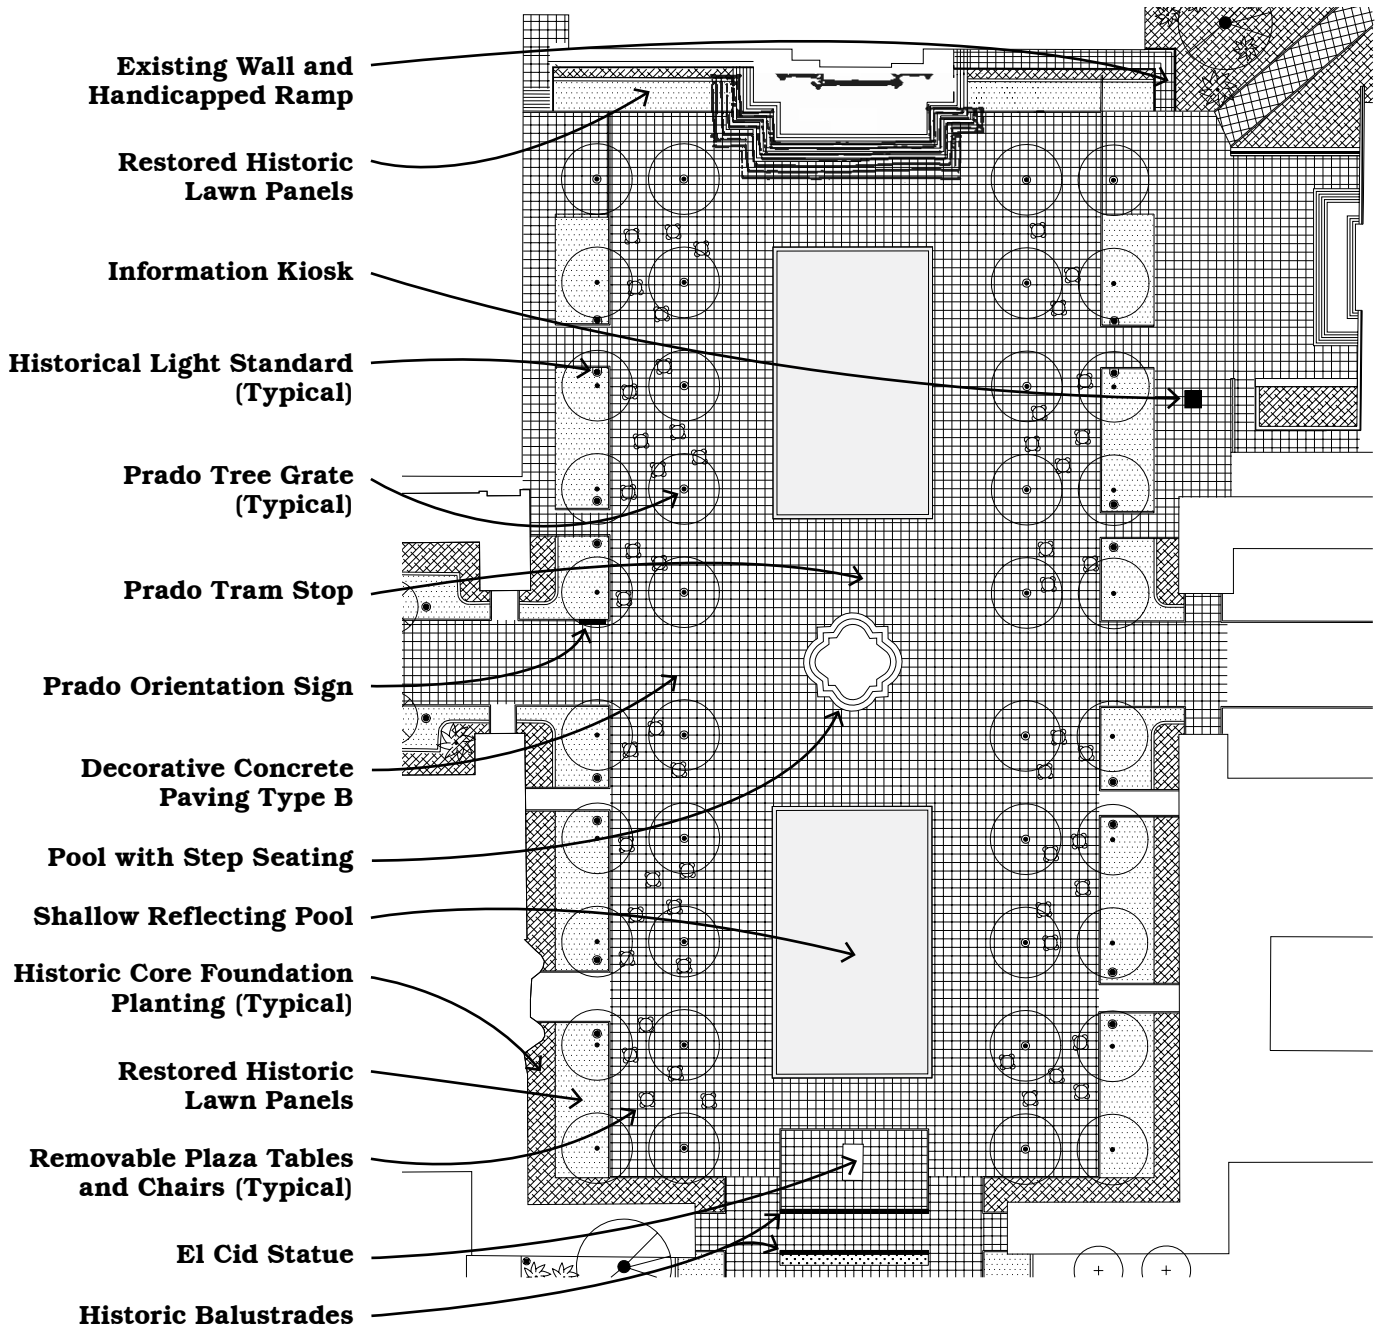 Existing Wall and
Handicapped Ramp
Restored Historic
Lawn Panels
Information Kiosk
Historical Light Standard
(Typical)
Prado Tree Grate
(Typical)
Prado Tram Stop
Prado Orientation Sign
Decorative Concrete
Paving Type B
Pool with Step Seating
Shallow Reflecting Pool
Historic Core Foundation
Planting (Typical)
Restored Historic
Lawn Panels
Removable Plaza Tables
and Chairs (Typical)
El Cid Statue
Historic Balustrades